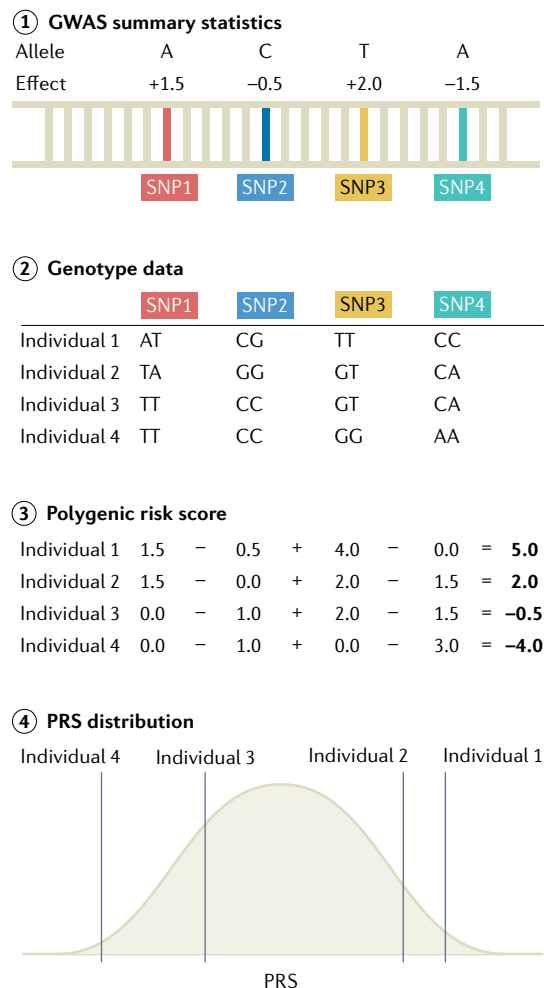 ① GWAS summary statistics
Allele A C T A
Effect +1.5 –0.5 +2.0 –1.5
SNP1 SNP2 SNP3 SNP4
② Genotype data
SNP1 SNP2 SNP3 SNP4
Individual 1 AT CG TT CC
Individual 2 TA GG GT CA
Individual 3 TT CC GT CA
Individual 4 TT CC GG AA
③ Polygenic risk score
Individual 1 1.5 – 0.5 + 4.0 – 0.0 = 5.0
Individual 2 1.5 – 0.0 + 2.0 – 1.5 = 2.0
Individual 3 0.0 – 1.0 + 2.0 – 1.5 = –0.5
Individual 4 0.0 – 1.0 + 0.0 – 3.0 = –4.0
④ PRS distribution
Individual 4 Individual 3 Individual 2 Individual 1
PRS